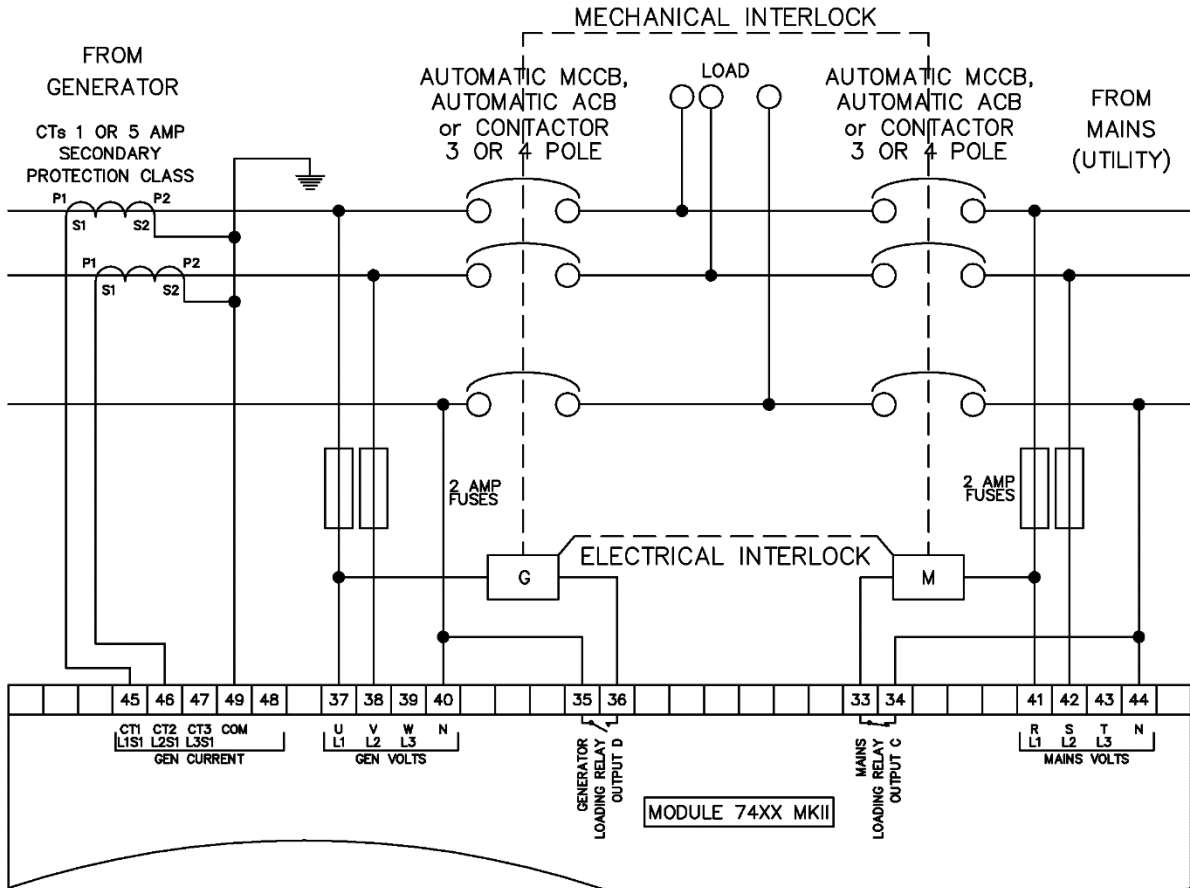 MECHANICAL INTERLOCK
FROM
GENERATOR
CTs 1 OR 5 AMP
SECONDARY
PROTECTION CLASS
AUTOMATIC MCCB,
AUTOMATIC ACB
or CONTACTOR
3 OR 4 POLE
LOAD
AUTOMATIC MCCB,
AUTOMATIC ACB
or CONTACTOR
3 OR 4 POLE
FROM
MAINS
(UTILITY)
P1 P2
S1 S2
P1 P2
S1 S2
2 AMP
FUSES
2 AMP
FUSES
ELECTRICAL INTERLOCK
G
M
45 46 47 49 48 37 38 39 40 35 36 33 34 41 42 43 44
CT1 CT2 CT3 COM
L1S1 L2S1 L3S1
GEN CURRENT
U V W N
L1 L2 L3
GEN VOLTS
GENERATOR
LOADING RELAY
OUTPUT D
MAINS
LOADING RELAY
OUTPUT C
R S T N
L1 L2 L3
MAINS VOLTS
MODULE 74XX MKII